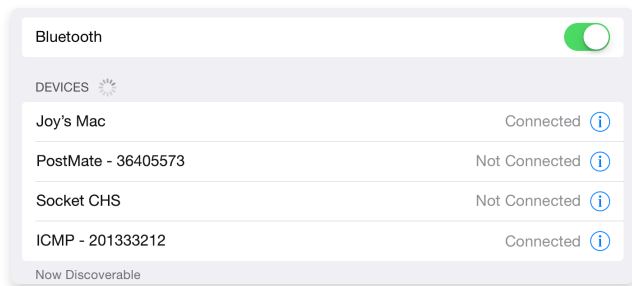 Bluetooth
DEVICES
Joy's Mac Connected
PostMate - 36405573 Not Connected
Socket CHS Not Connected
ICMP - 201333212 Connected
Now Discoverable